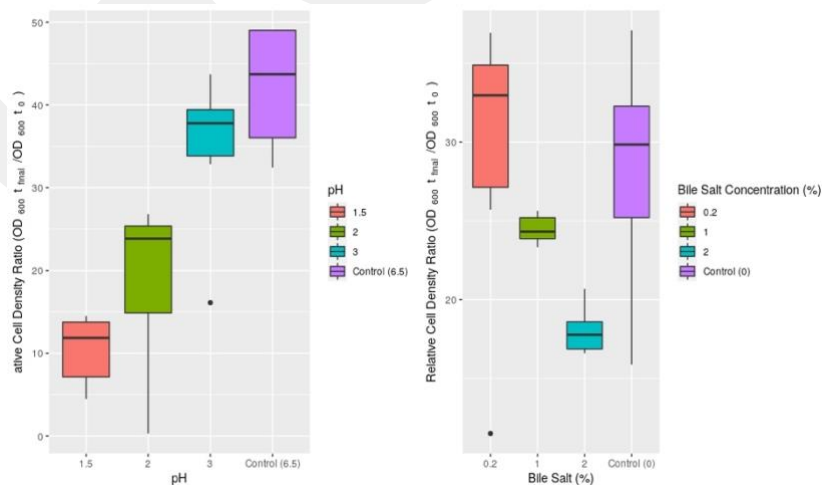 ative Cell Density Ratio (OD 600 t final /OD 600 t 0 )
50
40
30
20
10
0
1.5 2 3 Control (6.5)
pH
pH
1.5
2
3
Control (6.5)
Relative Cell Density Ratio (OD 600 t final /OD 600 t 0 )
30
20
0.2 1 2 Control (0)
Bile Salt (%)
Bile Salt Concentration (%)
0.2
1
2
Control (0)